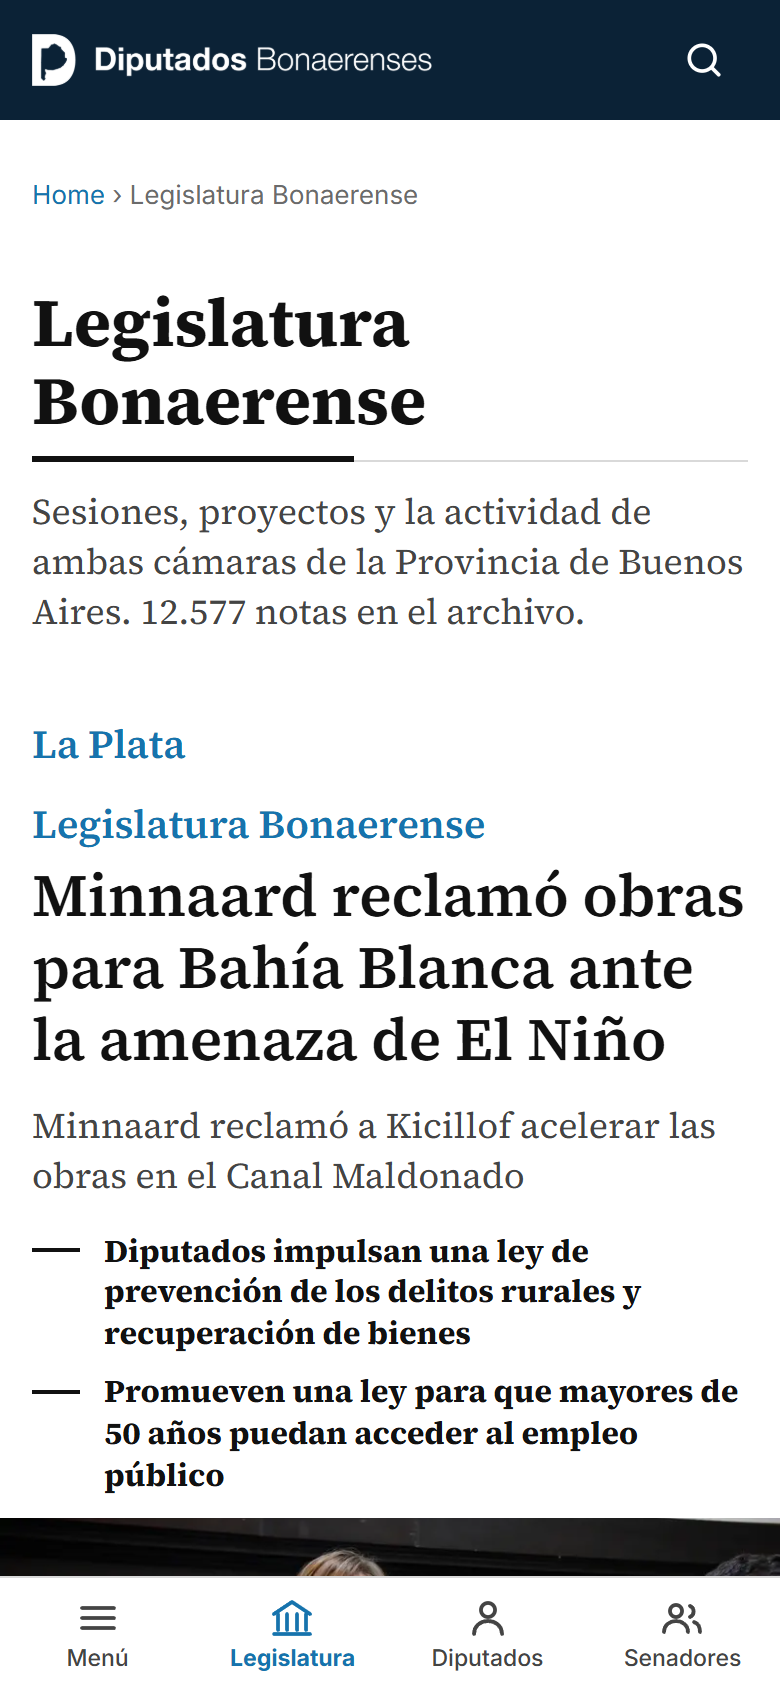 Diputados Bonaerenses
Home › Legislatura Bonaerense
Legislatura
Bonaerense
Sesiones, proyectos y la actividad de
ambas cámaras de la Provincia de Buenos
Aires. 12.577 notas en el archivo.
La Plata
Legislatura Bonaerense
Minnaard reclamó obras
para Bahía Blanca ante
la amenaza de El Niño
Minnaard reclamó a Kicillof acelerar las
obras en el Canal Maldonado
Diputados impulsan una ley de
prevención de los delitos rurales y
recuperación de bienes
Promueven una ley para que mayores de
50 años puedan acceder al empleo
público
Menú
Legislatura
Diputados
Senadores